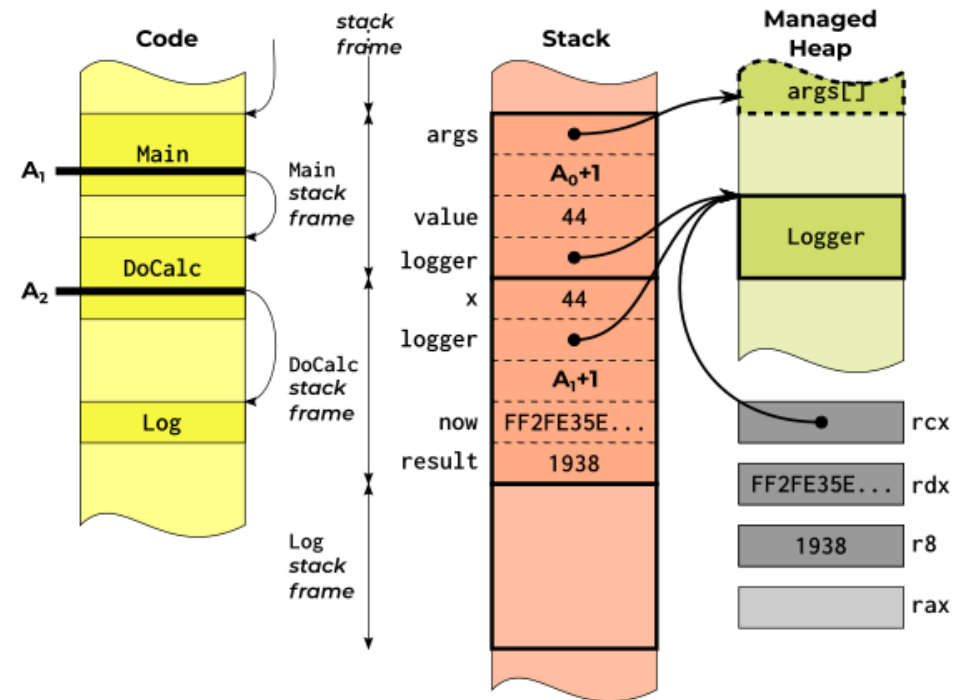 Code
stack
frame
Stack
Managed
Heap
args[]
Main
A₁
DoCalc
A₂
Log
Main
stack
frame
DoCalc
stack
frame
Log
stack
frame
args
A₀+1
value 44
logger
x 44
logger
A₁+1
now FF2FE35E...
result 1938
Logger
rcx
FF2FE35E... rdx
1938 r8
rax